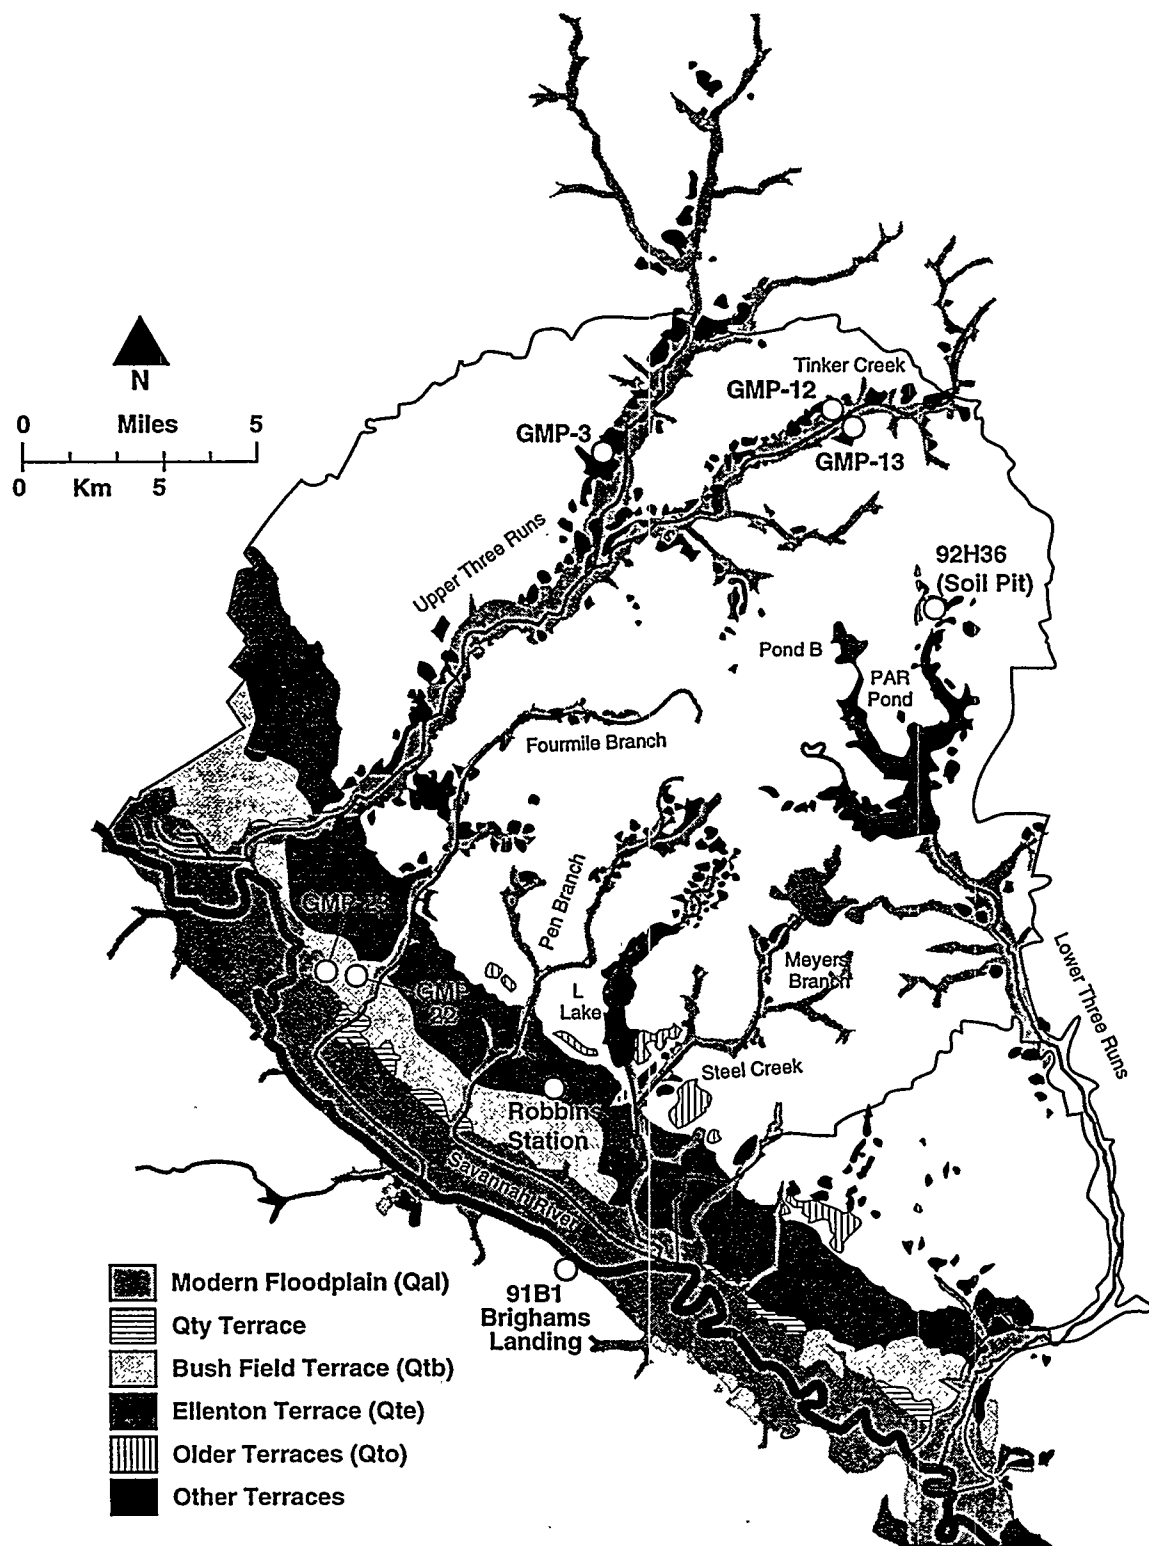 Tinker Creek
GMP-12
GMP-3
GMP-13
N
0 Miles 5
0 Km 5
Upper Three Runs
92H36
(Soil Pit)
Pond B
PAR
Pond
Fourmile Branch
Pen Branch
Meyers
Branch
L
Lake
Lower Three Runs
Steel Creek
GMP
22
Robbins
Station
Savannah River
91B1
Brighams
Landing
Modern Floodplain (Qal)
Qty Terrace
Bush Field Terrace (Qtb)
Ellenton Terrace (Qte)
Older Terraces (Qto)
Other Terraces